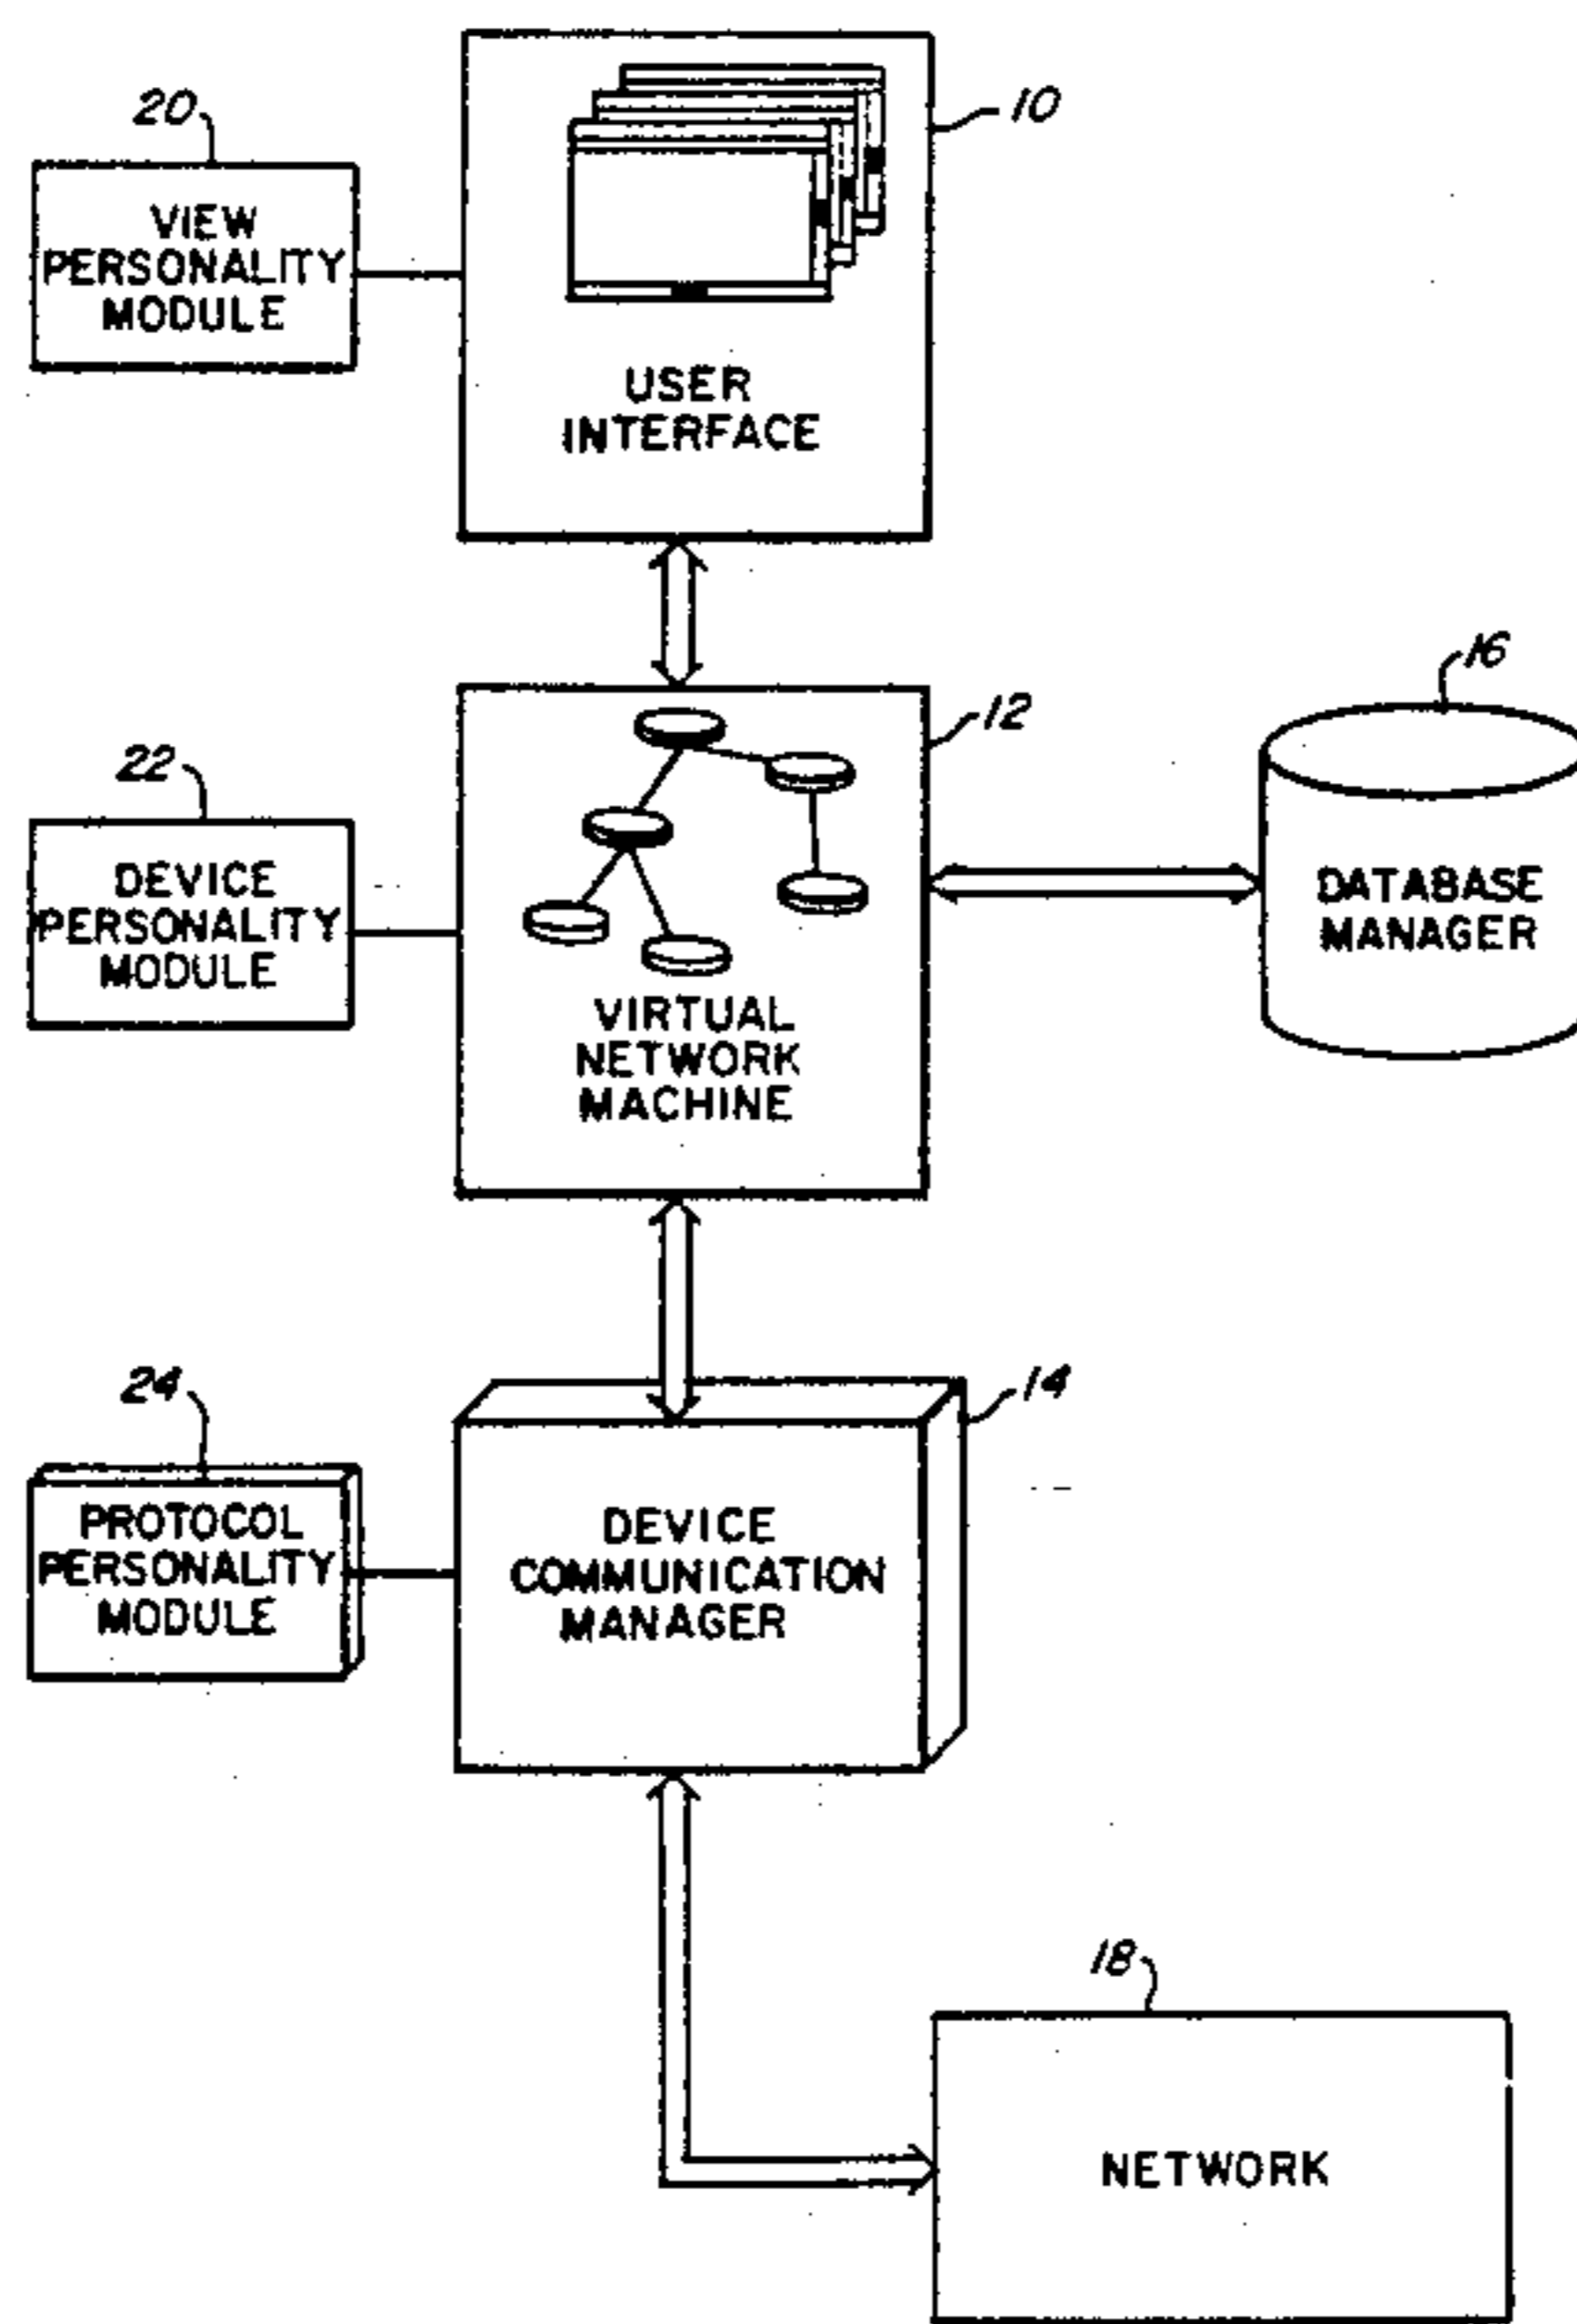 20
10
VIEW
PERSONALITY
MODULE
USER
INTERFACE
16
12
22
DEVICE
PERSONALITY
MODULE
DATABASE
MANAGER
VIRTUAL
NETWORK
MACHINE
24
14
PROTOCOL
PERSONALITY
MODULE
DEVICE
COMMUNICATION
MANAGER
18
NETWORK